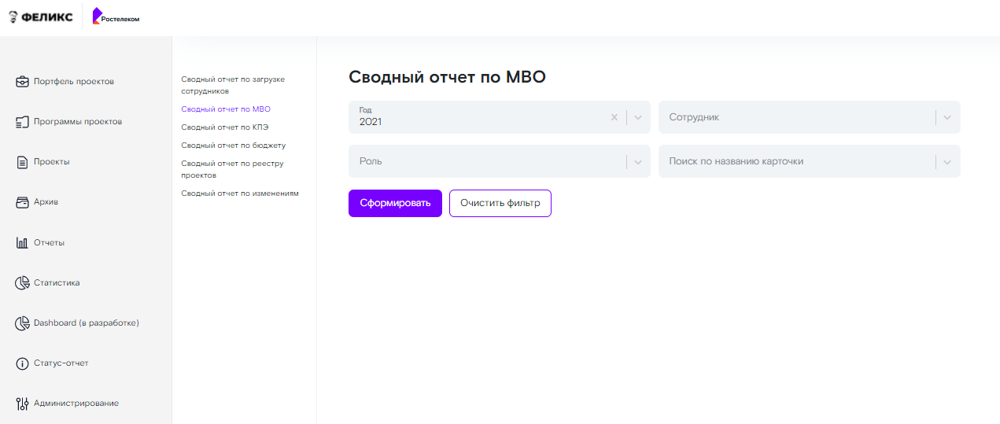 ФЕЛИКС
Ростелеком
Портфель проектов
Программы проектов
Проекты
Архив
Отчеты
Статистика
Dashboard (в разработке)
Статус-отчет
Администрирование
Сводный отчет по загрузке
сотрудников
Сводный отчет по МВО
Сводный отчет по КПЭ
Сводный отчет по бюджету
Сводный отчет по реестру
проектов
Сводный отчет по изменениям
Сводный отчет по МВО
Год
2021
Сотрудник
Роль
Поиск по названию карточки
Сформировать
Очистить фильтр